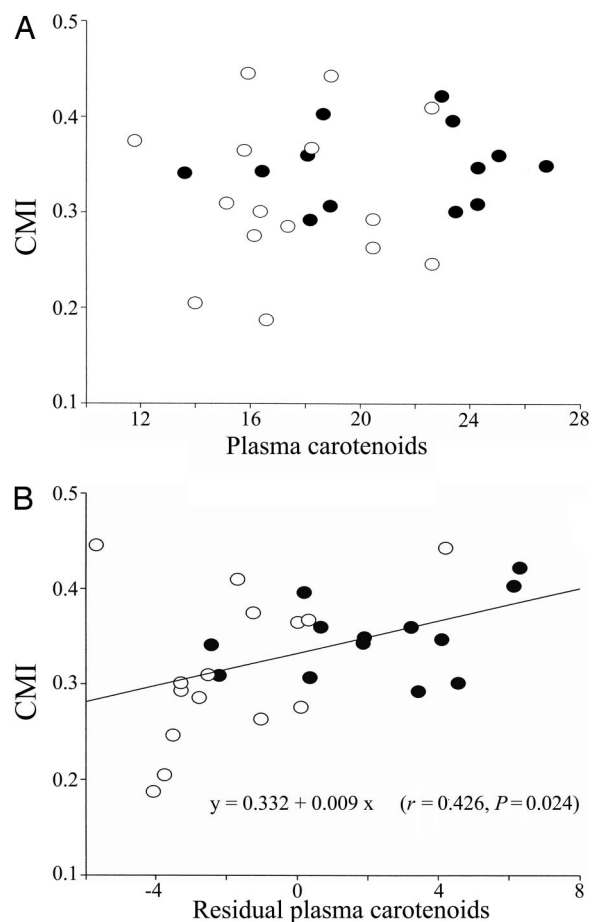 A
0.5
0.4
CMI
0.3
0.2
0.1
12 16 20 24 28
Plasma carotenoids
B
0.5
0.4
CMI
0.3
0.2
y = 0.332 + 0.009 x (r = 0.426, P = 0.024)
0.1
-4 0 4 8
Residual plasma carotenoids